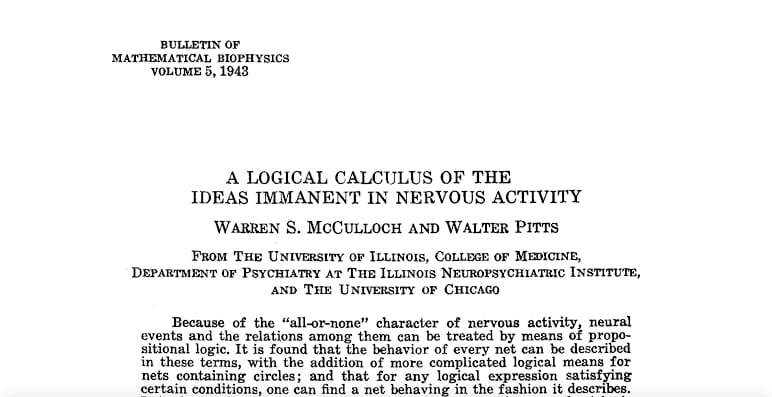 BULLETIN OF
MATHEMATICAL BIOPHYSICS
VOLUME 5, 1943
A LOGICAL CALCULUS OF THE
IDEAS IMMANENT IN NERVOUS ACTIVITY
WARREN S. MCCULLOCH AND WALTER PITTS
FROM THE UNIVERSITY OF ILLINOIS, COLLEGE OF MEDICINE,
DEPARTMENT OF PSYCHIATRY AT THE ILLINOIS NEUROPSYCHIATRIC INSTITUTE,
AND THE UNIVERSITY OF CHICAGO
Because of the “all-or-none” character of nervous activity, neural
events and the relations among them can be treated by means of propo-
sitional logic. It is found that the behavior of every net can be described
in these terms, with the addition of more complicated logical means for
nets containing circles; and that for any logical expression satisfying
certain conditions, one can find a net behaving in the fashion it describes.